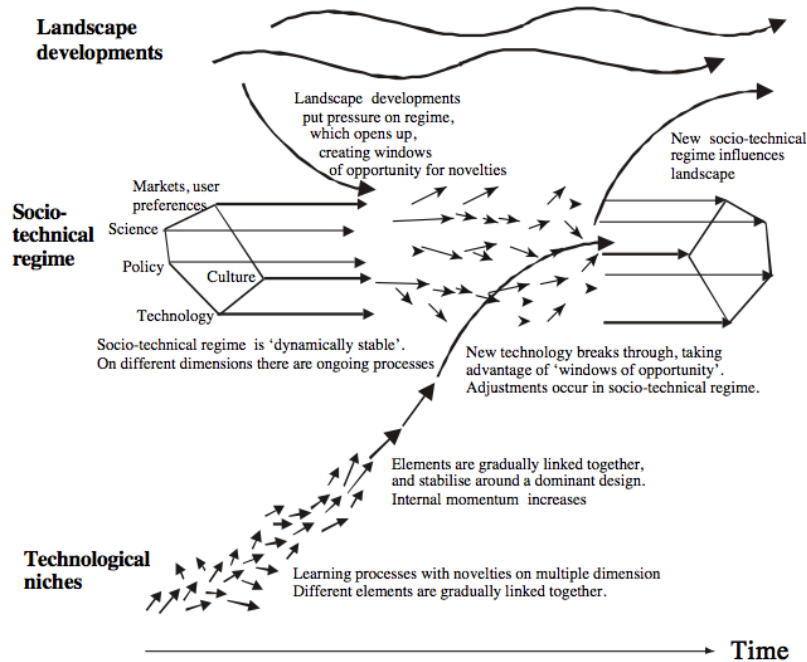 Landscape
developments
Landscape developments
put pressure on regime,
which opens up,
creating windows
of opportunity for novelties
New socio-technical
regime influences
landscape
Markets, user
preferences
Socio-
technical
regime
Science
Policy
Culture
Technology
Socio-technical regime is ‘dynamically stable’.
On different dimensions there are ongoing processes
New technology breaks through, taking
advantage of ‘windows of opportunity’.
Adjustments occur in socio-technical regime.
Elements are gradually linked together,
and stabilise around a dominant design.
Internal momentum increases
Technological
niches
Learning processes with novelties on multiple dimension
Different elements are gradually linked together.
Time